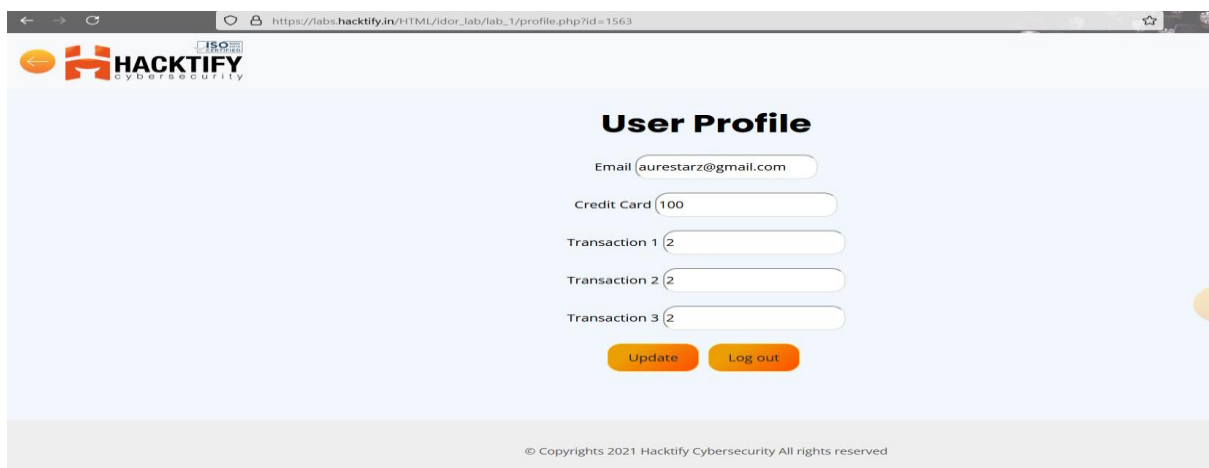 https://labs.hacktify.in/HTML/idor_lab/lab_1/profile.php?id=1563
ISO
CERTIFIED
HACKTIFY
cybersecurity
User Profile
Email aurestarz@gmail.com
Credit Card 100
Transaction 1 2
Transaction 2 2
Transaction 3 2
Update Log out
© Copyrights 2021 Hacktify Cybersecurity All rights reserved